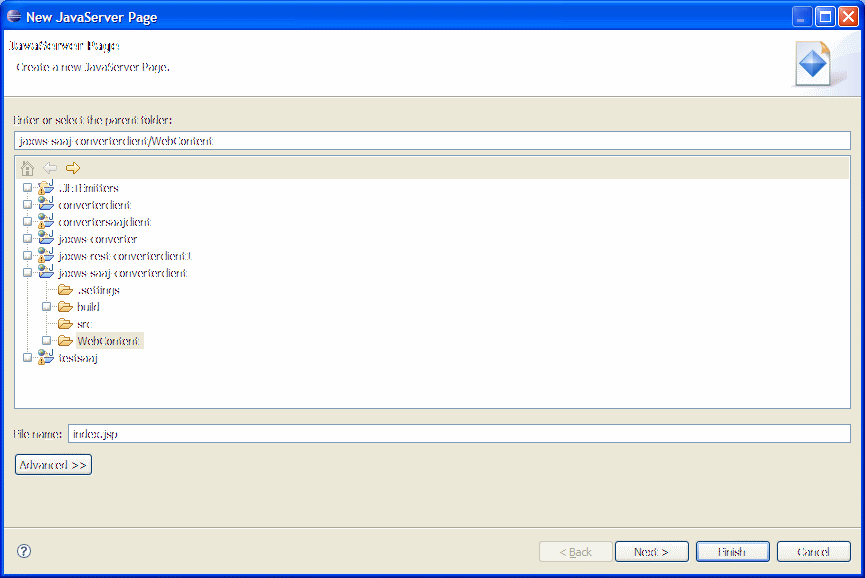 New JavaServer Page
JavaServer Page
Create a new JavaServer Page.
Enter or select the parent folder:
jaxws-saaj-converterclient/WebContent
.JETEmitters
converterclient
convertersaajclient
jaxws-converter
jaxws-rest-converterclient1
jaxws-saaj-converterclient
.settings
build
src
WebContent
testsaaj
File name: index.jsp
Advanced >>
< Back Next > Finish Cancel